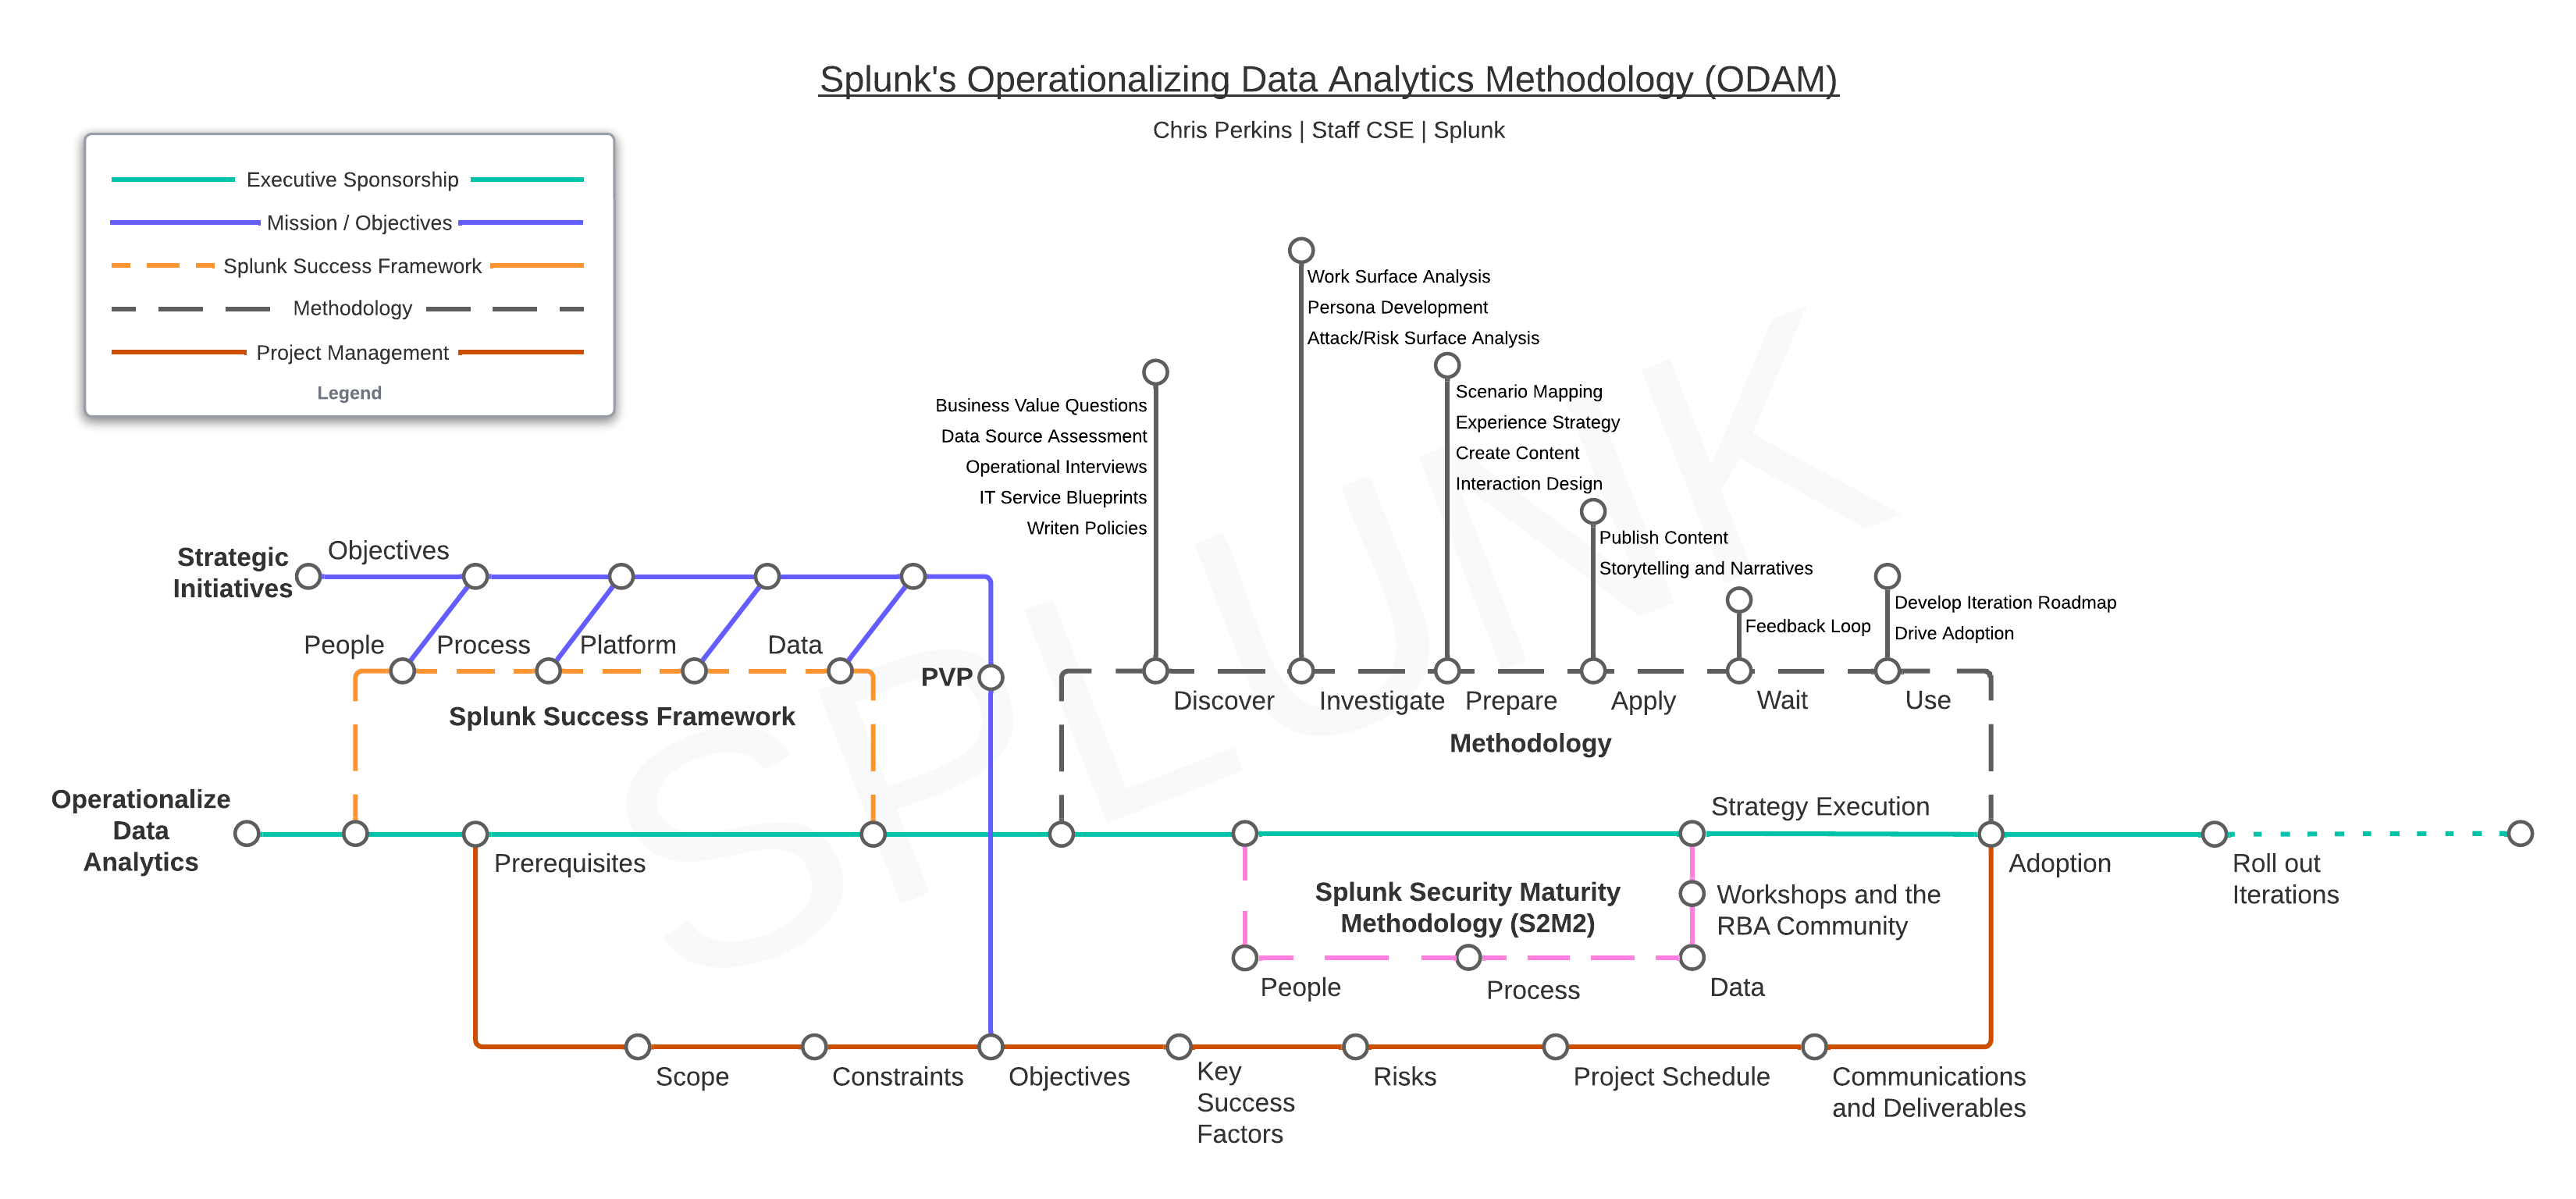 Splunk's Operationalizing Data Analytics Methodology (ODAM)
Chris Perkins | Staff CSE | Splunk
Executive Sponsorship
Mission / Objectives
Splunk Success Framework
Methodology
Project Management
Legend
Work Surface Analysis
Persona Development
Attack/Risk Surface Analysis
Business Value Questions
Data Source Assessment
Operational Interviews
IT Service Blueprints
Writen Policies
Scenario Mapping
Experience Strategy
Create Content
Interaction Design
Publish Content
Storytelling and Narratives
Feedback Loop
Develop Iteration Roadmap
Drive Adoption
Strategic
Initiatives
Objectives
People
Process
Platform
Data
Splunk Success Framework
PVP
Discover
Investigate
Prepare
Apply
Wait
Use
Methodology
SPLUNK
Operationalize
Data
Analytics
Prerequisites
Strategy Execution
Adoption
Roll out
Iterations
Splunk Security Maturity
Methodology (S2M2)
Workshops and the
RBA Community
People
Process
Data
Scope
Constraints
Objectives
Key
Success
Factors
Risks
Project Schedule
Communications
and Deliverables